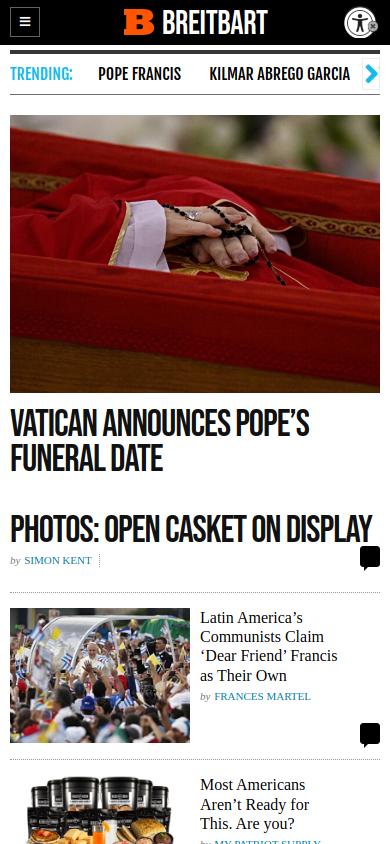 BREITBART
TRENDING: POPE FRANCIS KILMAR ABREGO GARCIA
VATICAN ANNOUNCES POPE’S
FUNERAL DATE
PHOTOS: OPEN CASKET ON DISPLAY
by SIMON KENT
Latin America’s
Communists Claim
‘Dear Friend’ Francis
as Their Own
by FRANCES MARTEL
Most Americans
Aren’t Ready for
This. Are you?
by MY PATRIOT SUPPLY